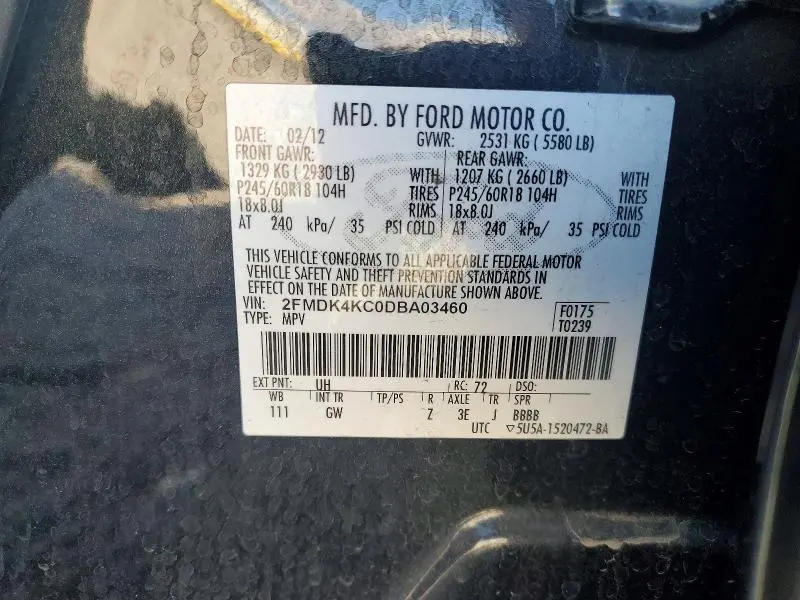 MFD. BY FORD MOTOR CO.
DATE: 02/12 GVWR: 2531 KG ( 5580 LB)
FRONT GAWR: REAR GAWR:
1329 KG ( 2930 LB) WITH 1207 KG ( 2660 LB) WITH
P245/60R18 104H TIRES P245/60R18 104H TIRES
18x8.0J RIMS 18x8.0J RIMS
AT 240 kPa/ 35 PSI COLD AT 240 kPa/ 35 PSI COLD
THIS VEHICLE CONFORMS TO ALL APPLICABLE FEDERAL MOTOR
VEHICLE SAFETY AND THEFT PREVENTION STANDARDS IN
EFFECT ON THE DATE OF MANUFACTURE SHOWN ABOVE.
VIN: 2FMDK4KC0DBA03460 F0175
TYPE: MPV T0239
EXT PNT: UH RC: 72 DSO:
WB INT TR TP/PS R AXLE TR SPR
111 GW Z 3E J BBBB
UTC ▽5U5A-1520472-BA